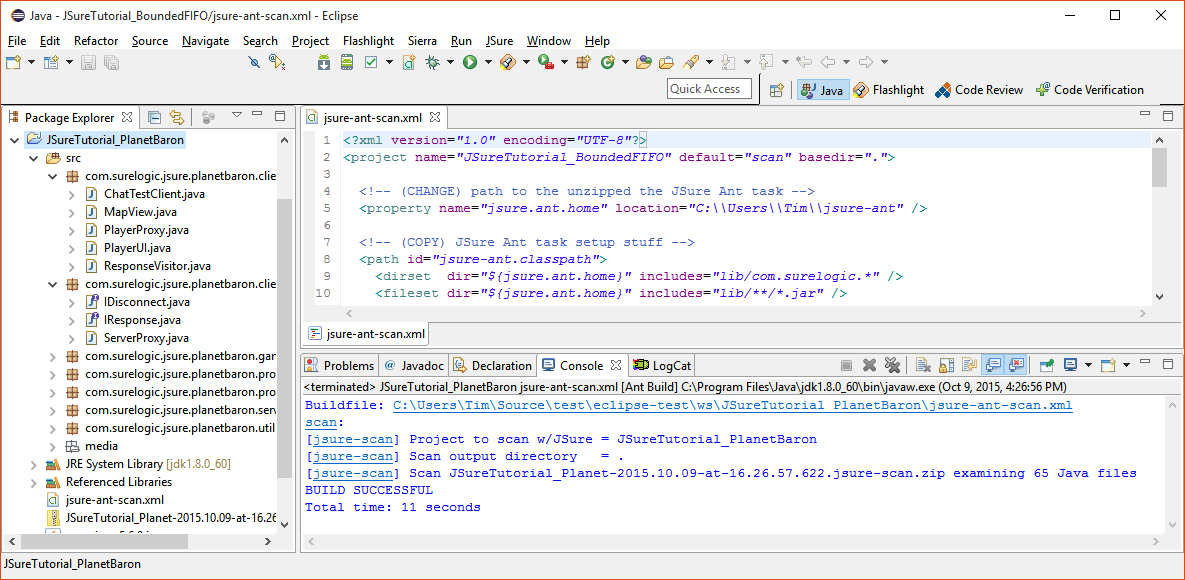 Java - JSureTutorial_BoundedFIFO/jsure-ant-scan.xml - Eclipse
File Edit Refactor Source Navigate Search Project Flashlight Sierra Run JSure Window Help
Quick Access Java Flashlight Code Review Code Verification
Package Explorer
JSureTutorial_PlanetBaron
src
com.surelogic.jsure.planetbaron.clie
ChatTestClient.java
MapView.java
PlayerProxy.java
PlayerUI.java
ResponseVisitor.java
com.surelogic.jsure.planetbaron.clie
IDisconnect.java
IResponse.java
ServerProxy.java
com.surelogic.jsure.planetbaron.gan
com.surelogic.jsure.planetbaron.pro
com.surelogic.jsure.planetbaron.pro
com.surelogic.jsure.planetbaron.sen
com.surelogic.jsure.planetbaron.util
media
JRE System Library [jdk1.8.0_60]
Referenced Libraries
jsure-ant-scan.xml
JSureTutorial_Planet-2015.10.09-at-16.26
jsure-ant-scan.xml
1 <?xml version="1.0" encoding="UTF-8"?>
2 <project name="JSureTutorial_BoundedFIFO" default="scan" basedir=".">
3
4 <!-- (CHANGE) path to the unzipped the JSure Ant task -->
5 <property name="jsure.ant.home" location="C:\\Users\\Tim\\jsure-ant" />
6
7 <!-- (COPY) JSure Ant task setup stuff -->
8 <path id="jsure-ant.classpath">
9 <dirset  dir="${jsure.ant.home}" includes="lib/com.surelogic.*" />
10 <fileset dir="${jsure.ant.home}" includes="lib/**/*.jar" />
jsure-ant-scan.xml
Problems @ Javadoc Declaration Console LogCat
<terminated> JSureTutorial_PlanetBaron jsure-ant-scan.xml [Ant Build] C:\Program Files\Java\jdk1.8.0_60\bin\javaw.exe (Oct 9, 2015, 4:26:56 PM)
Buildfile: C:\Users\Tim\Source\test\eclipse-test\ws\JSureTutorial_PlanetBaron\jsure-ant-scan.xml
scan:
[jsure-scan] Project to scan w/JSure = JSureTutorial_PlanetBaron
[jsure-scan] Scan output directory   = .
[jsure-scan] Scan JSureTutorial_Planet-2015.10.09-at-16.26.57.622.jsure-scan.zip examining 65 Java files
BUILD SUCCESSFUL
Total time: 11 seconds
JSureTutorial_PlanetBaron